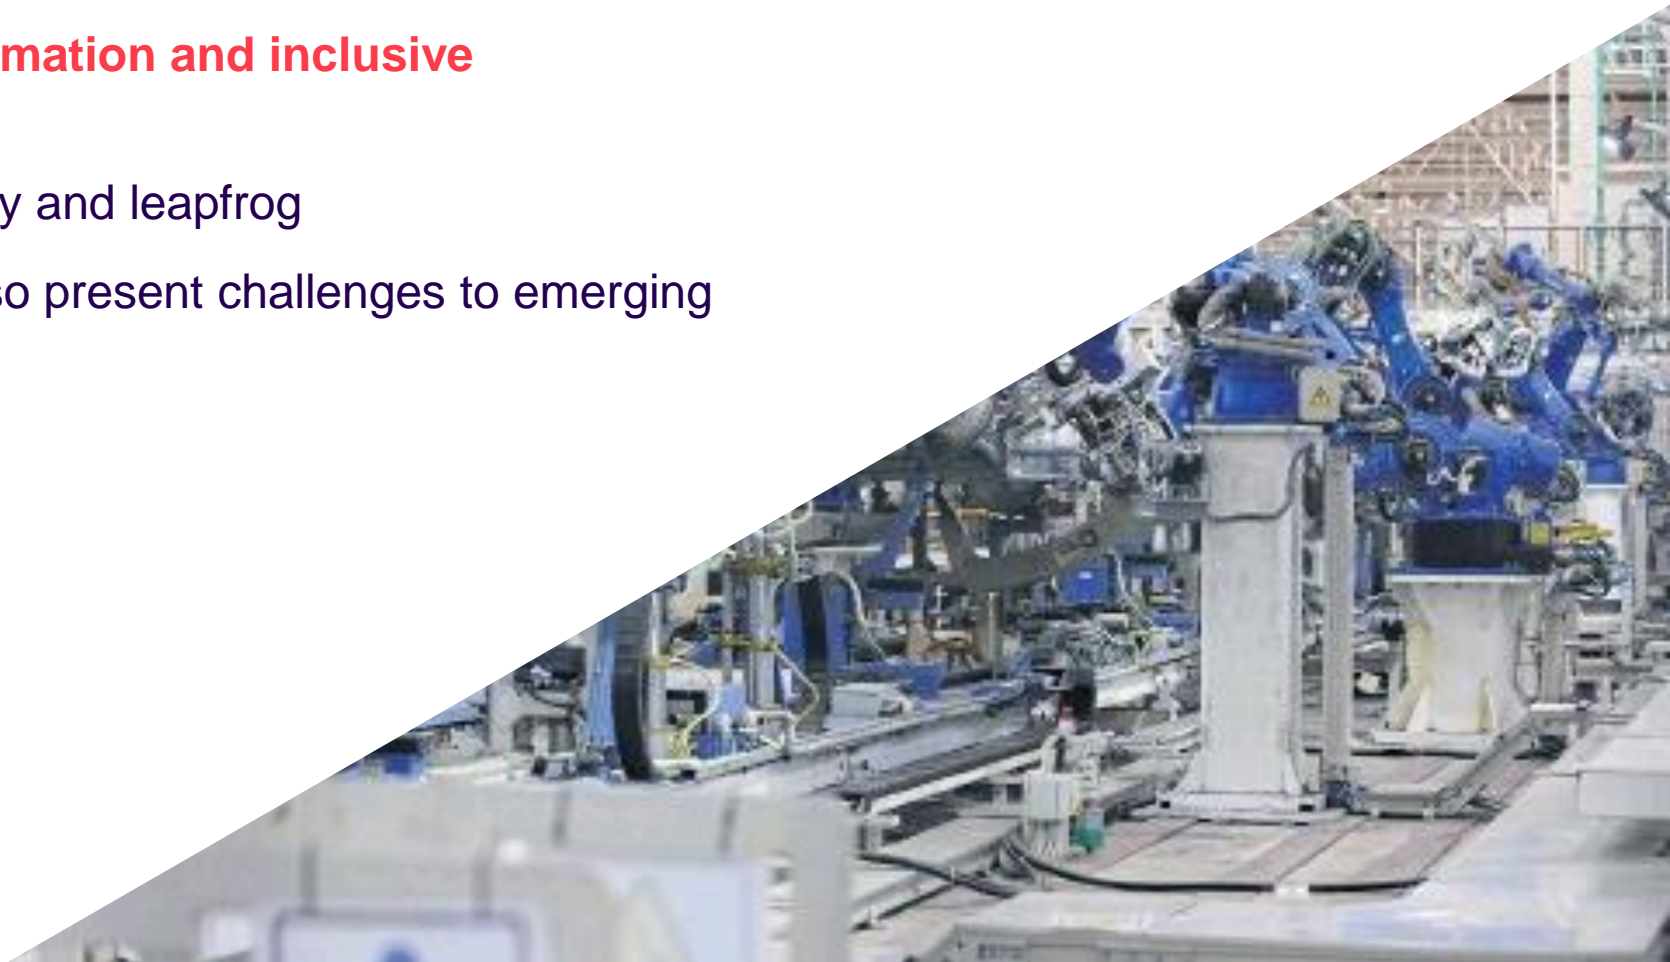 mation and inclusive
y and leapfrog
so present challenges to emerging